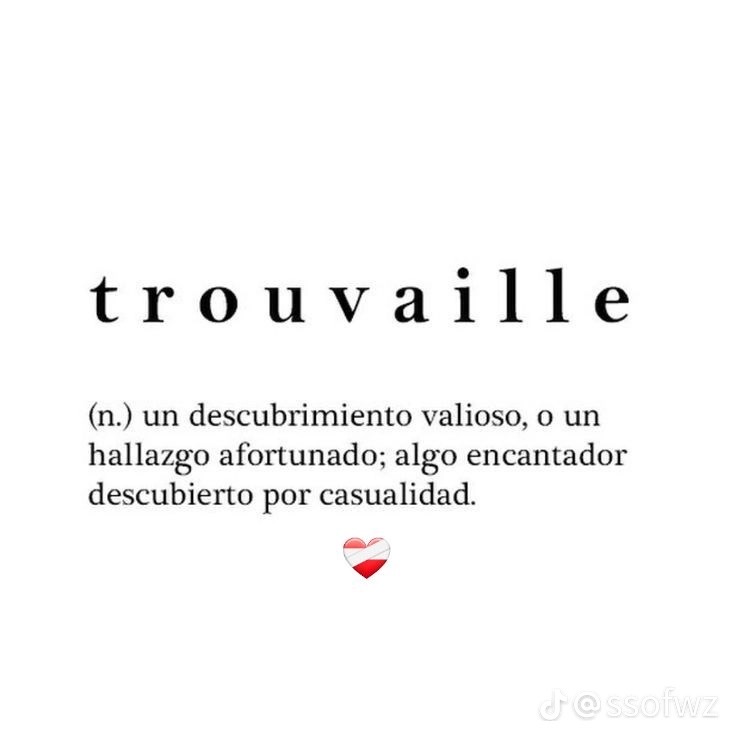 trouvaille
(n.) un descubrimiento valioso, o un
hallazgo afortunado; algo encantador
descubierto por casualidad.
@ssofwz